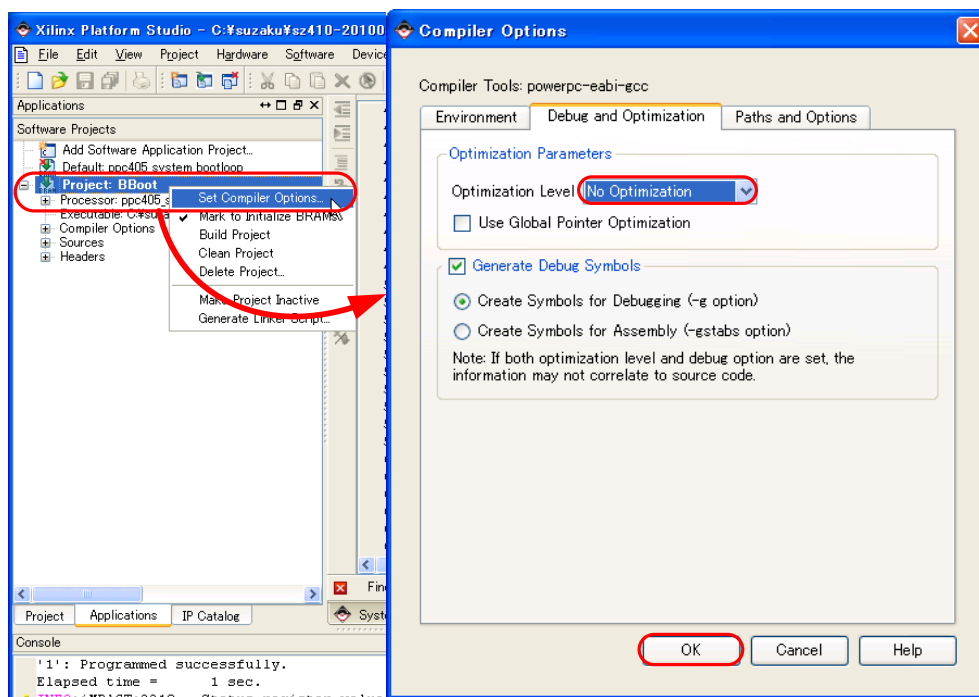 Xilinx Platform Studio - C:¥suzaku¥sz410-20100
File Edit View Project Hardware Software Device
Applications
Software Projects
Add Software Application Project...
Default: ppc405_system bootloop
Project: BBoot
Processor: ppc405_s
Executable: C:¥suza
Compiler Options
Sources
Headers
Set Compiler Options...
Mark to Initialize BRAMs
Build Project
Clean Project
Delete Project...
Make Project Inactive
Generate Linker Script...
Project Applications IP Catalog
Fin
Syst
Console
'1': Programmed successfully.
Elapsed time = 1 sec.
Compiler Options
Compiler Tools: powerpc-eabi-gcc
Environment Debug and Optimization Paths and Options
Optimization Parameters
Optimization Level No Optimization
Use Global Pointer Optimization
Generate Debug Symbols
Create Symbols for Debugging (-g option)
Create Symbols for Assembly (-gstabs option)
Note: If both optimization level and debug option are set, the
information may not correlate to source code.
OK Cancel Help